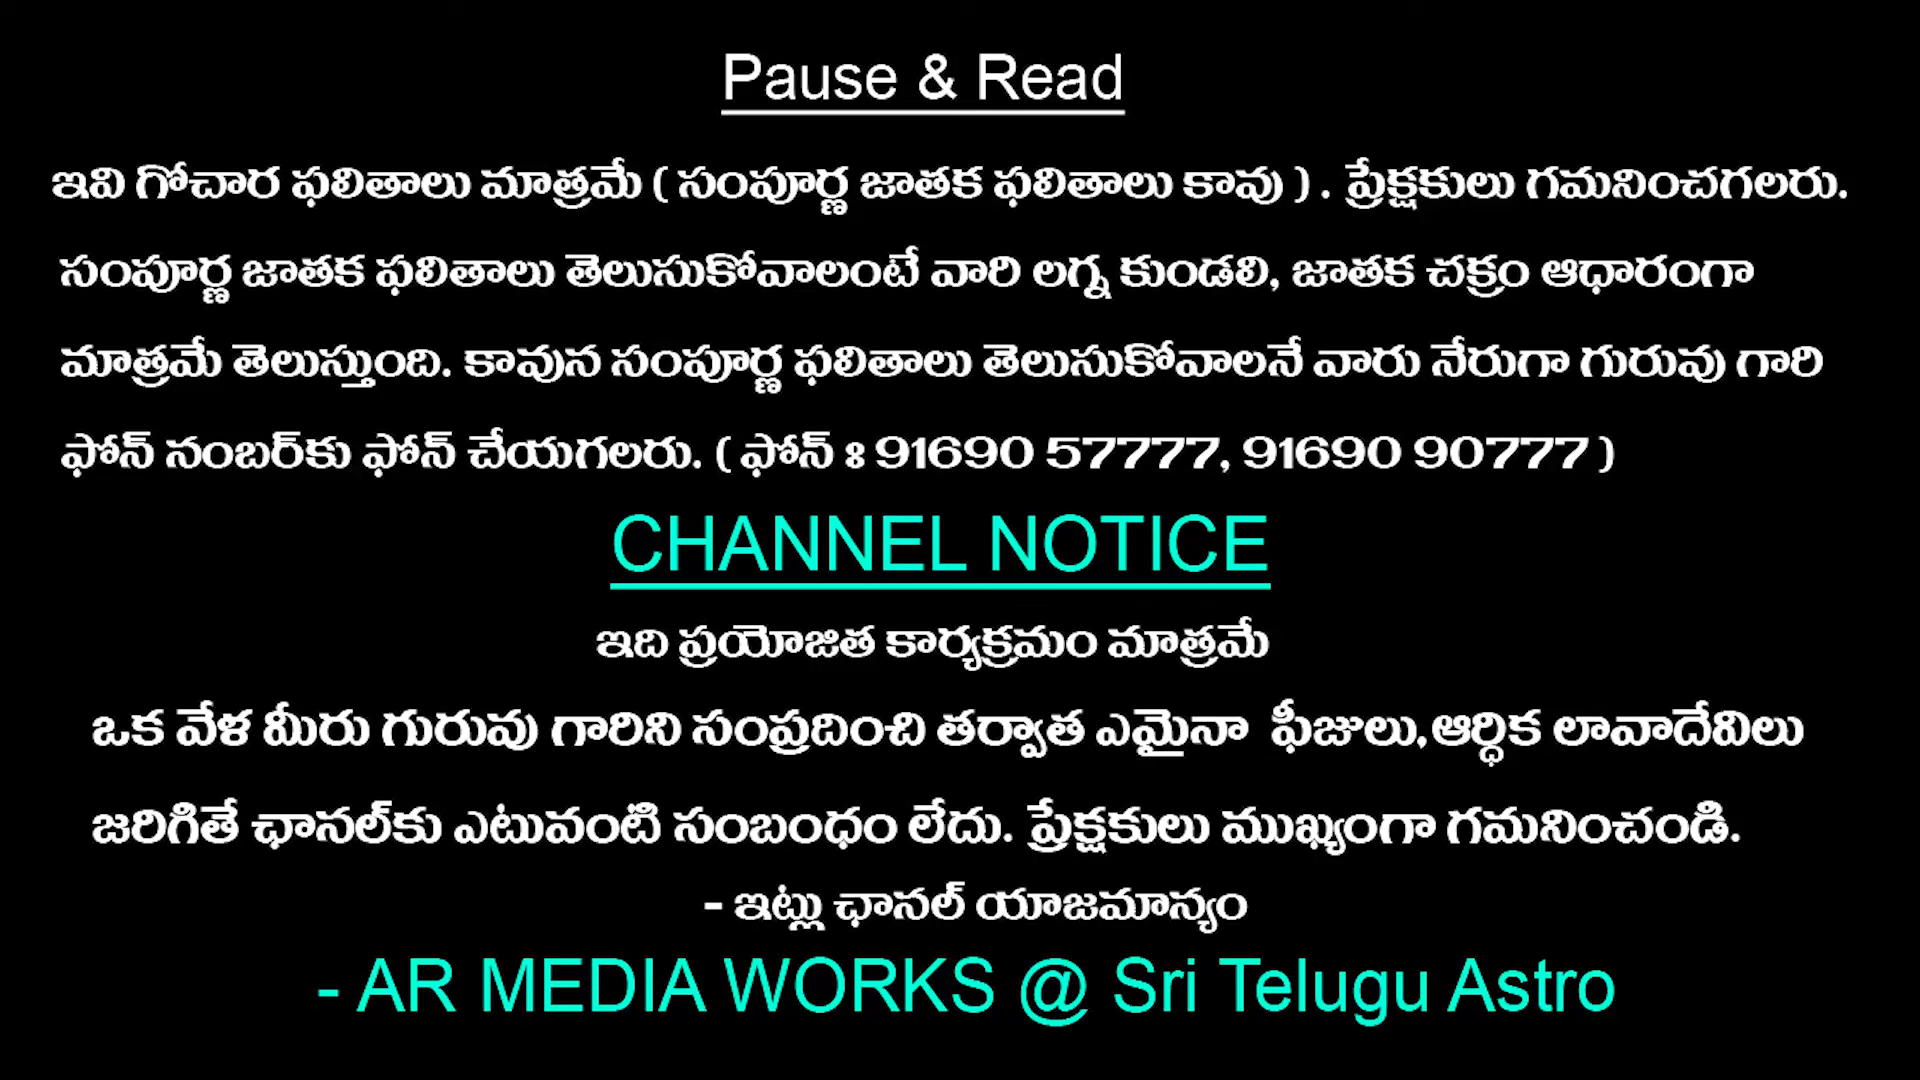 Pause & Read
ఇవి గోచార ఫలితాలు మాత్రమే ( సంపూర్ణ జాతక ఫలితాలు కావు ) . ప్రేక్షకులు గమనించగలరు.
సంపూర్ణ జాతక ఫలితాలు తెలుసుకోవాలంటే వారి లగ్న కుండలి, జాతక చక్రం ఆధారంగా
మాత్రమే తెలుస్తుంది. కావున సంపూర్ణ ఫలితాలు తెలుసుకోవాలనే వారు నేరుగా గురువు గారి
ఫోన్ నంబర్‌కు ఫోన్ చేయగలరు. ( ఫోన్ ః 91690 57777, 91690 90777 )
CHANNEL NOTICE
ఇది ప్రయోజిత కార్యక్రమం మాత్రమే
ఒక వేళ మీరు గురువు గారిని సంప్రదించి తర్వాత ఎమైనా ఫీజులు,ఆర్ధిక లావాదేవిలు
జరిగితే ఛానల్‌కు ఎటువంటి సంబంధం లేదు. ప్రేక్షకులు ముఖ్యంగా గమనించండి.
- ఇట్లు ఛానల్ యాజమాన్యం
- AR MEDIA WORKS @ Sri Telugu Astro